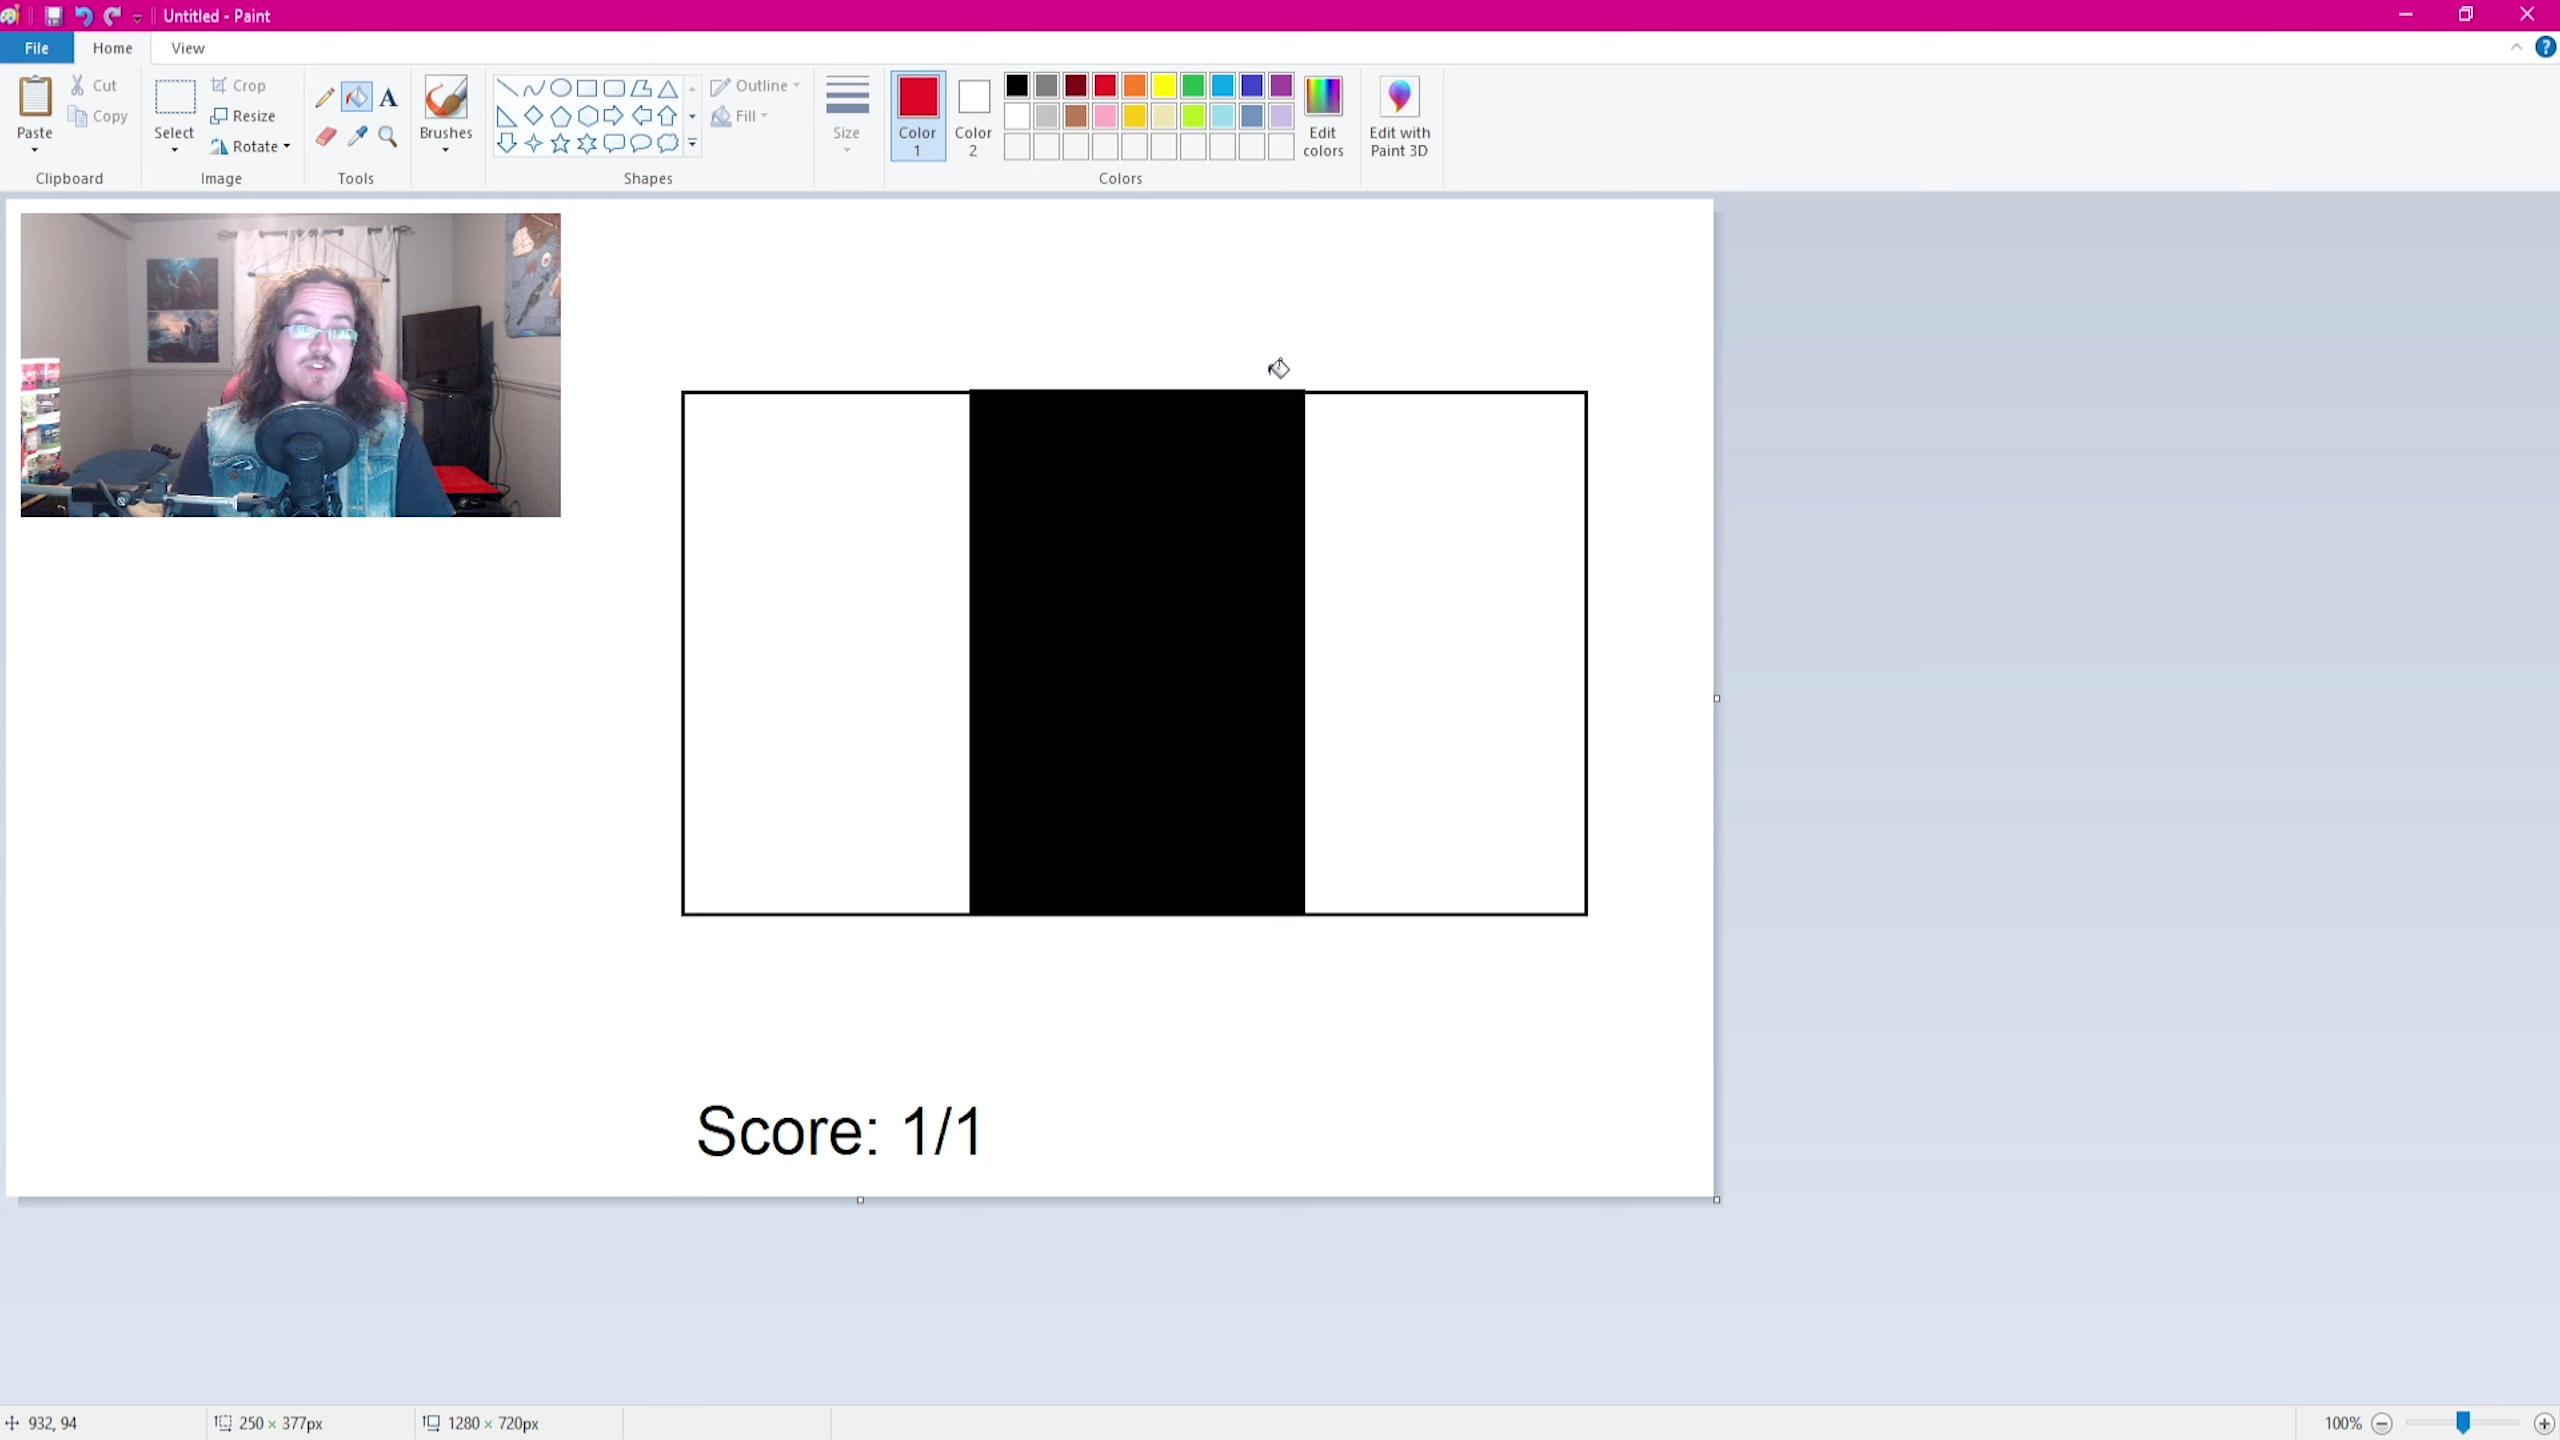 Untitled - Paint
File Home View
Paste
Cut
Copy
Clipboard
Select
Crop
Resize
Rotate
Image
A
Tools
Brushes
Outline
Fill
Shapes
Size
Color 1
Color 2
Edit colors
Colors
Edit with Paint 3D
Score: 1/1
932, 94
250 × 377px
1280 × 720px
100%